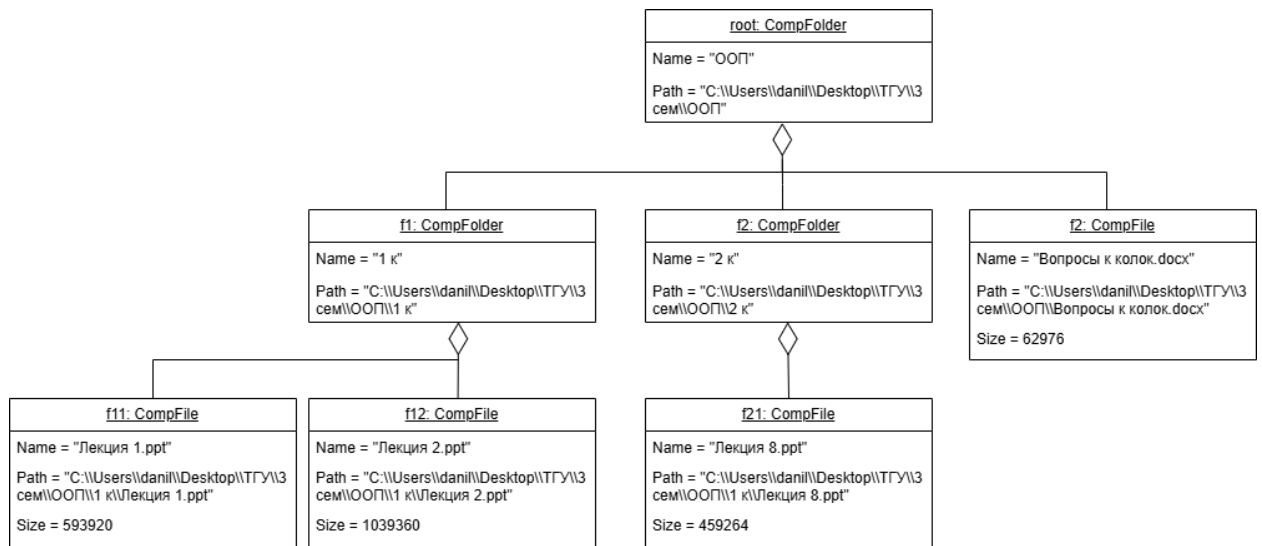 root: CompFolder
Name = "ООП"
Path = "C:\\Users\\danil\\Desktop\\ТГУ\\3
сем\\ООП"
f1: CompFolder
Name = "1 к"
Path = "C:\\Users\\danil\\Desktop\\ТГУ\\3
сем\\ООП\\1 к"
f2: CompFolder
Name = "2 к"
Path = "C:\\Users\\danil\\Desktop\\ТГУ\\3
сем\\ООП\\2 к"
f2: CompFile
Name = "Вопросы к колок.docx"
Path = "C:\\Users\\danil\\Desktop\\ТГУ\\3
сем\\ООП\\Вопросы к колок.docx"
Size = 62976
f11: CompFile
Name = "Лекция 1.ppt"
Path = "C:\\Users\\danil\\Desktop\\ТГУ\\3
сем\\ООП\\1 к\\Лекция 1.ppt"
Size = 593920
f12: CompFile
Name = "Лекция 2.ppt"
Path = "C:\\Users\\danil\\Desktop\\ТГУ\\3
сем\\ООП\\1 к\\Лекция 2.ppt"
Size = 1039360
f21: CompFile
Name = "Лекция 8.ppt"
Path = "C:\\Users\\danil\\Desktop\\ТГУ\\3
сем\\ООП\\1 к\\Лекция 8.ppt"
Size = 459264